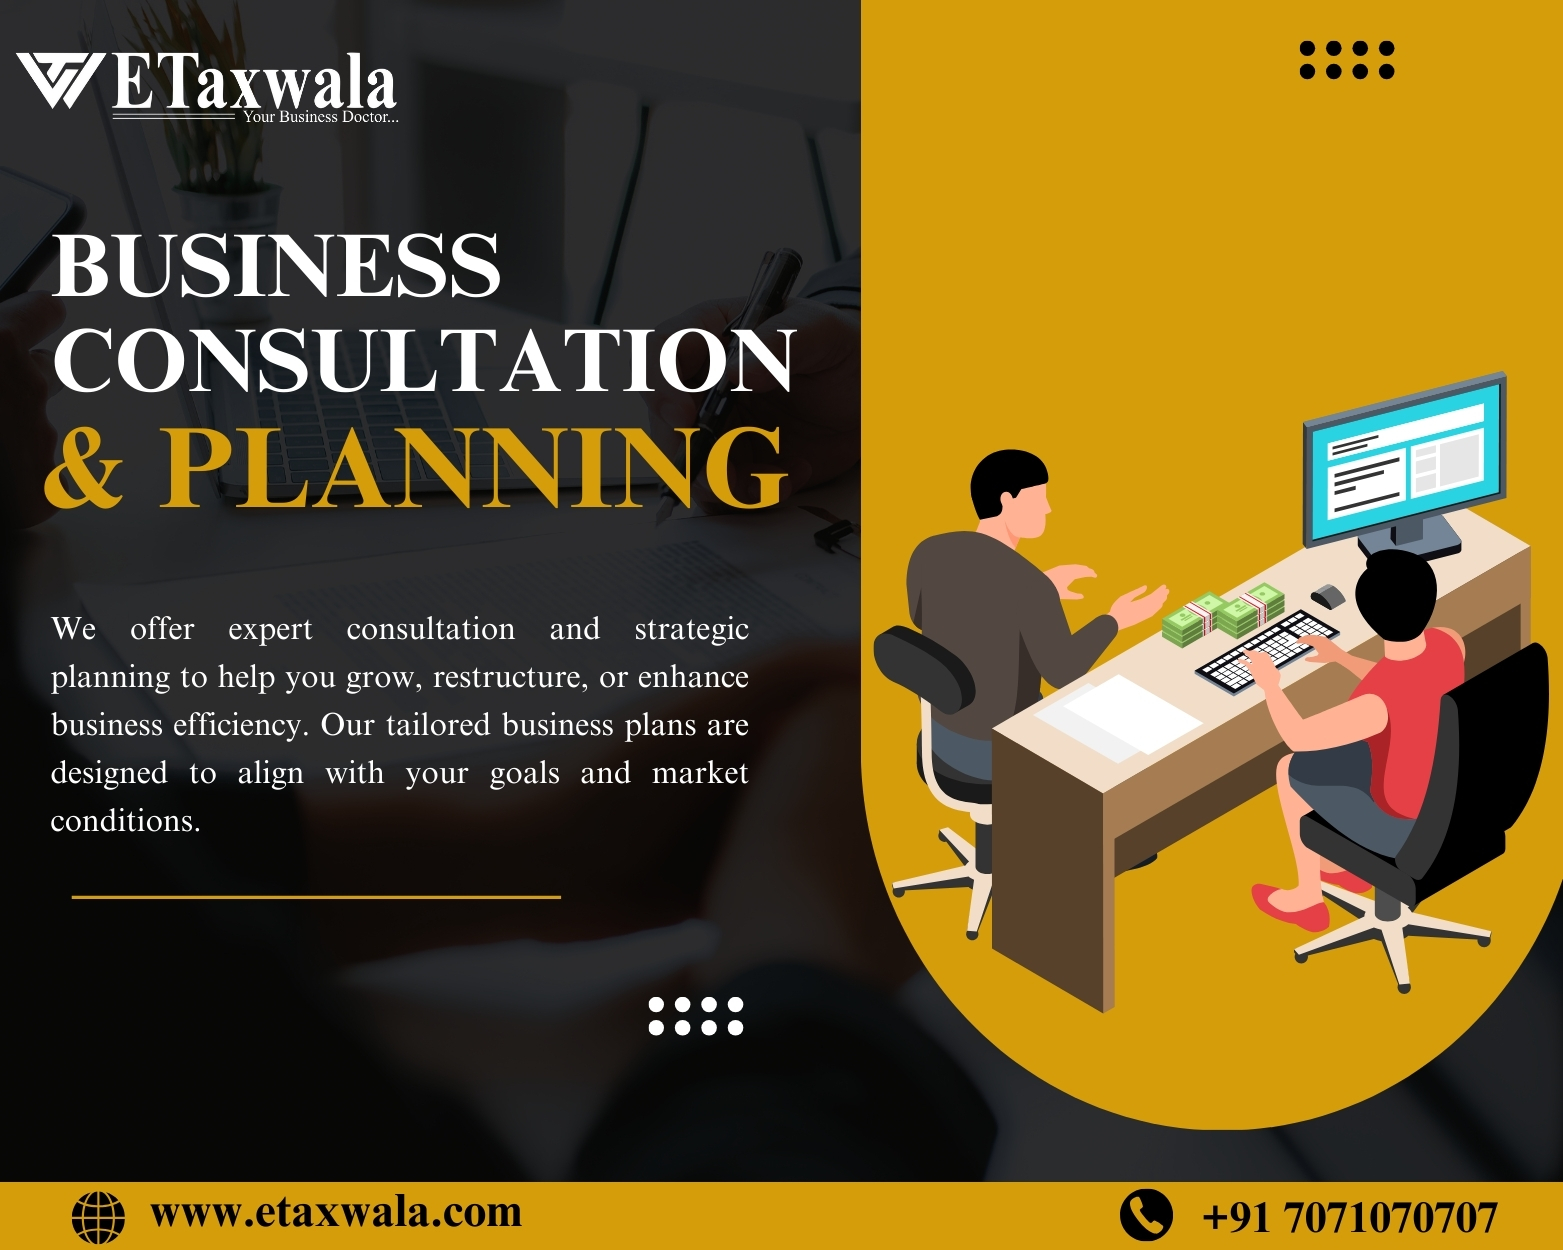 ETaxwala
Your Business Doctor...
BUSINESS
CONSULTATION
& PLANNING
We offer expert consultation and strategic
planning to help you grow, restructure, or enhance
business efficiency. Our tailored business plans are
designed to align with your goals and market
conditions.
www.etaxwala.com
+91 7071070707